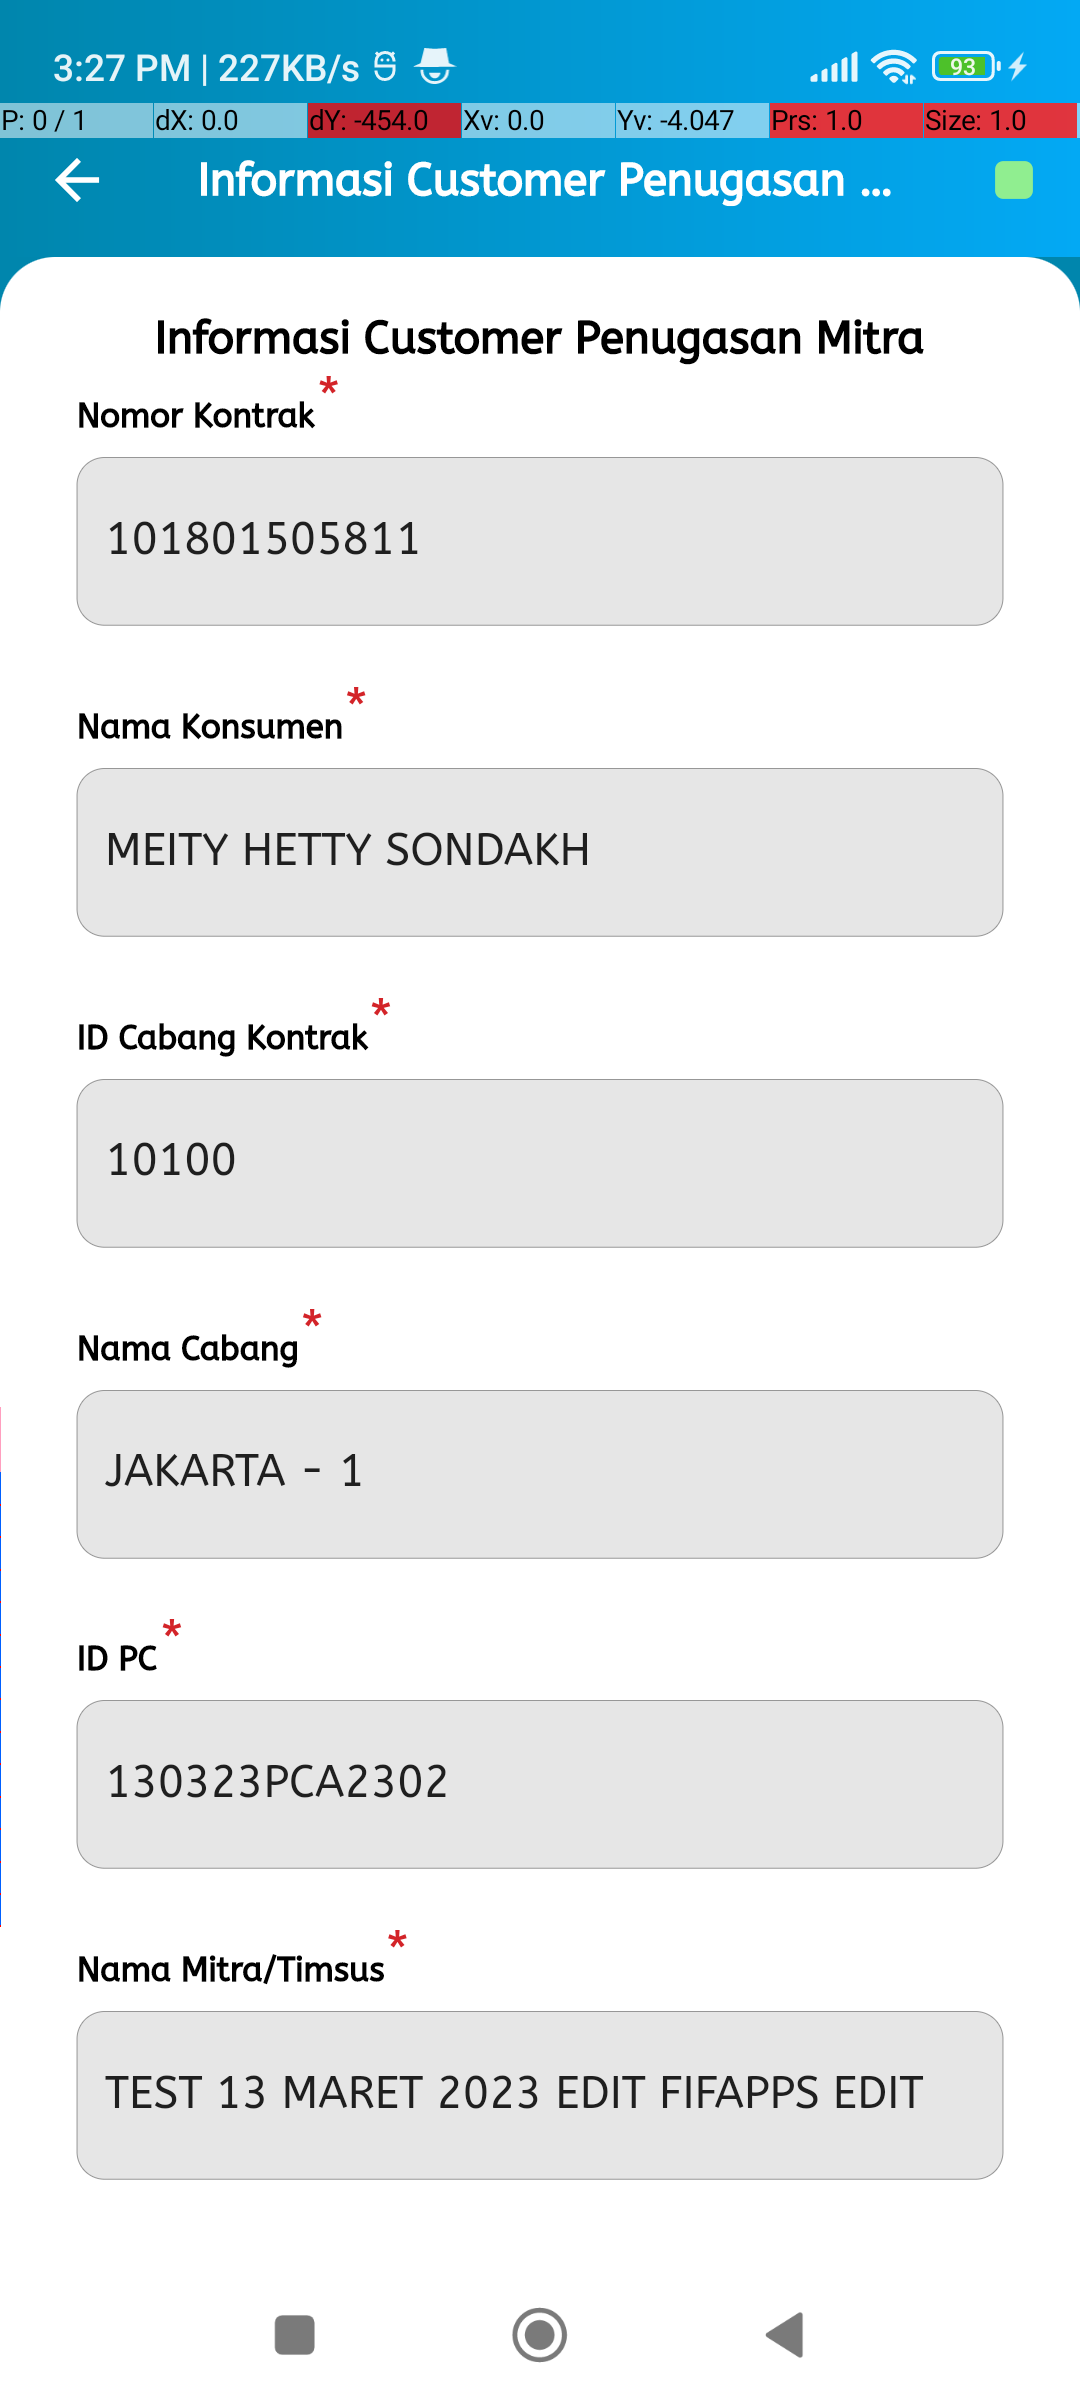 3:27 PM | 227KB/s
93
P: 0 / 1 dX: 0.0 dY: -454.0 Xv: 0.0 Yv: -4.047 Prs: 1.0 Size: 1.0
Informasi Customer Penugasan ...
Informasi Customer Penugasan Mitra
Nomor Kontrak*
101801505811
Nama Konsumen*
MEITY HETTY SONDAKH
ID Cabang Kontrak*
10100
Nama Cabang*
JAKARTA - 1
ID PC*
130323PCA2302
Nama Mitra/Timsus*
TEST 13 MARET 2023 EDIT FIFAPPS EDIT